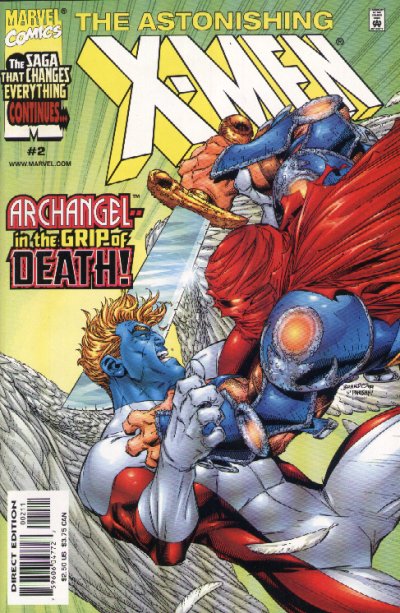 MARVEL
COMICS
THE ASTONISHING
X-MEN
The SAGA
THAT CHANGES
EVERYTHING
CONTINUES...
#2
WWW.MARVEL.COM
ARCHANGEL--
in the GRIP of
DEATH!
DIRECT EDITION
00211
$2.50 US $3.75 CAN